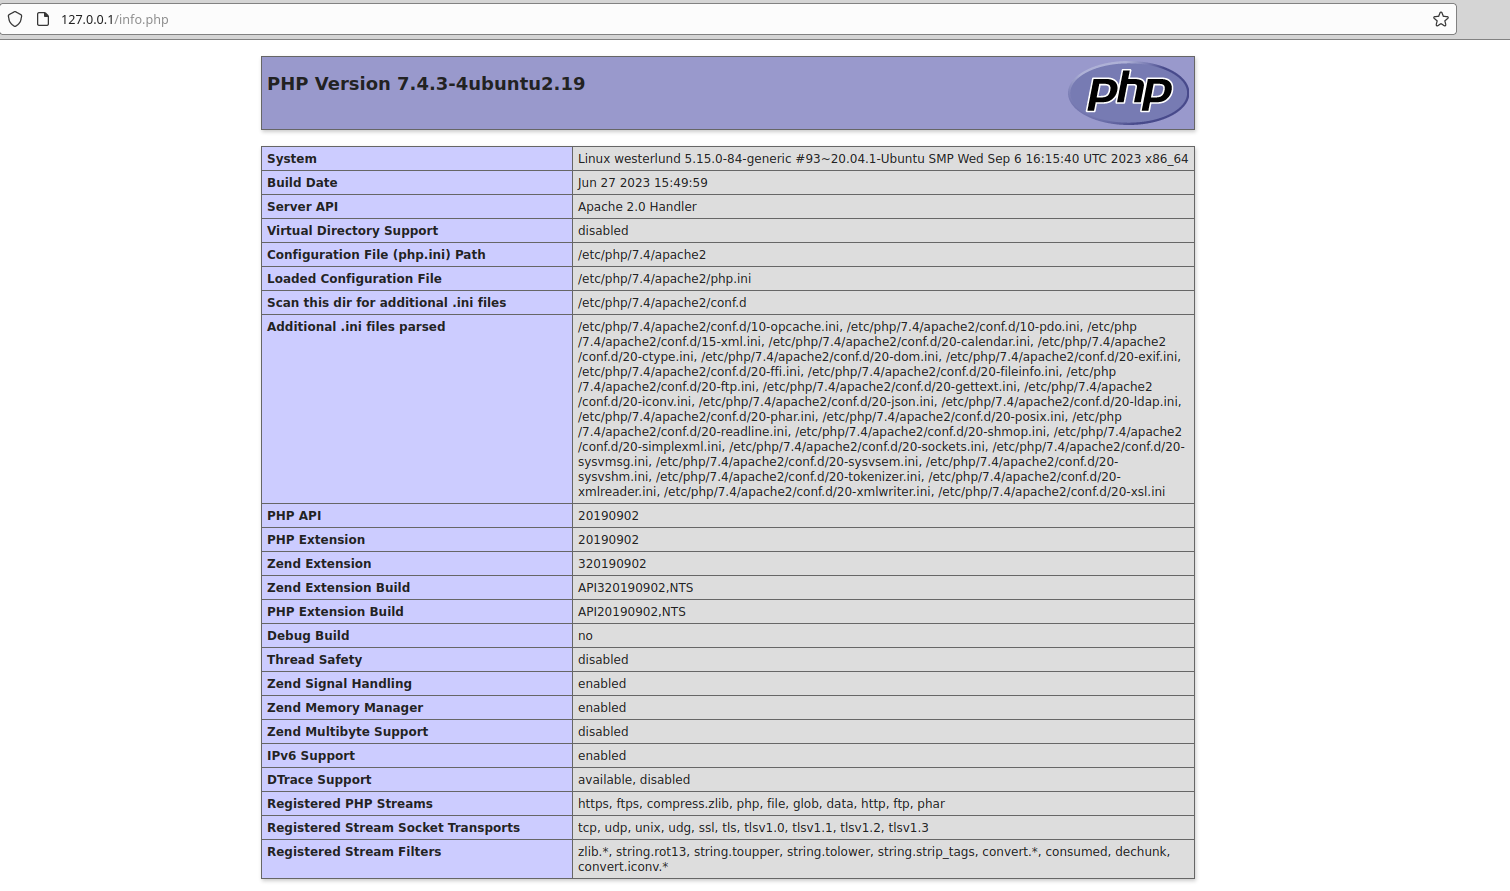 127.0.0.1/info.php
PHP Version 7.4.3-4ubuntu2.19
php
System Linux westerlund 5.15.0-84-generic #93~20.04.1-Ubuntu SMP Wed Sep 6 16:15:40 UTC 2023 x86_64
Build Date Jun 27 2023 15:49:59
Server API Apache 2.0 Handler
Virtual Directory Support disabled
Configuration File (php.ini) Path /etc/php/7.4/apache2
Loaded Configuration File /etc/php/7.4/apache2/php.ini
Scan this dir for additional .ini files /etc/php/7.4/apache2/conf.d
Additional .ini files parsed /etc/php/7.4/apache2/conf.d/10-opcache.ini, /etc/php/7.4/apache2/conf.d/10-pdo.ini, /etc/php
/7.4/apache2/conf.d/15-xml.ini, /etc/php/7.4/apache2/conf.d/20-calendar.ini, /etc/php/7.4/apache2
/conf.d/20-ctype.ini, /etc/php/7.4/apache2/conf.d/20-dom.ini, /etc/php/7.4/apache2/conf.d/20-exif.ini,
/etc/php/7.4/apache2/conf.d/20-ffi.ini, /etc/php/7.4/apache2/conf.d/20-fileinfo.ini, /etc/php
/7.4/apache2/conf.d/20-ftp.ini, /etc/php/7.4/apache2/conf.d/20-gettext.ini, /etc/php/7.4/apache2
/conf.d/20-iconv.ini, /etc/php/7.4/apache2/conf.d/20-json.ini, /etc/php/7.4/apache2/conf.d/20-ldap.ini,
/etc/php/7.4/apache2/conf.d/20-phar.ini, /etc/php/7.4/apache2/conf.d/20-posix.ini, /etc/php
/7.4/apache2/conf.d/20-readline.ini, /etc/php/7.4/apache2/conf.d/20-shmop.ini, /etc/php/7.4/apache2
/conf.d/20-simplexml.ini, /etc/php/7.4/apache2/conf.d/20-sockets.ini, /etc/php/7.4/apache2/conf.d/20-
sysvmsg.ini, /etc/php/7.4/apache2/conf.d/20-sysvsem.ini, /etc/php/7.4/apache2/conf.d/20-
sysvshm.ini, /etc/php/7.4/apache2/conf.d/20-tokenizer.ini, /etc/php/7.4/apache2/conf.d/20-
xmlreader.ini, /etc/php/7.4/apache2/conf.d/20-xmlwriter.ini, /etc/php/7.4/apache2/conf.d/20-xsl.ini
PHP API 20190902
PHP Extension 20190902
Zend Extension 320190902
Zend Extension Build API320190902,NTS
PHP Extension Build API20190902,NTS
Debug Build no
Thread Safety disabled
Zend Signal Handling enabled
Zend Memory Manager enabled
Zend Multibyte Support disabled
IPv6 Support enabled
DTrace Support available, disabled
Registered PHP Streams https, ftps, compress.zlib, php, file, glob, data, http, ftp, phar
Registered Stream Socket Transports tcp, udp, unix, udg, ssl, tls, tlsv1.0, tlsv1.1, tlsv1.2, tlsv1.3
Registered Stream Filters zlib.*, string.rot13, string.toupper, string.tolower, string.strip_tags, convert.*, consumed, dechunk,
convert.iconv.*